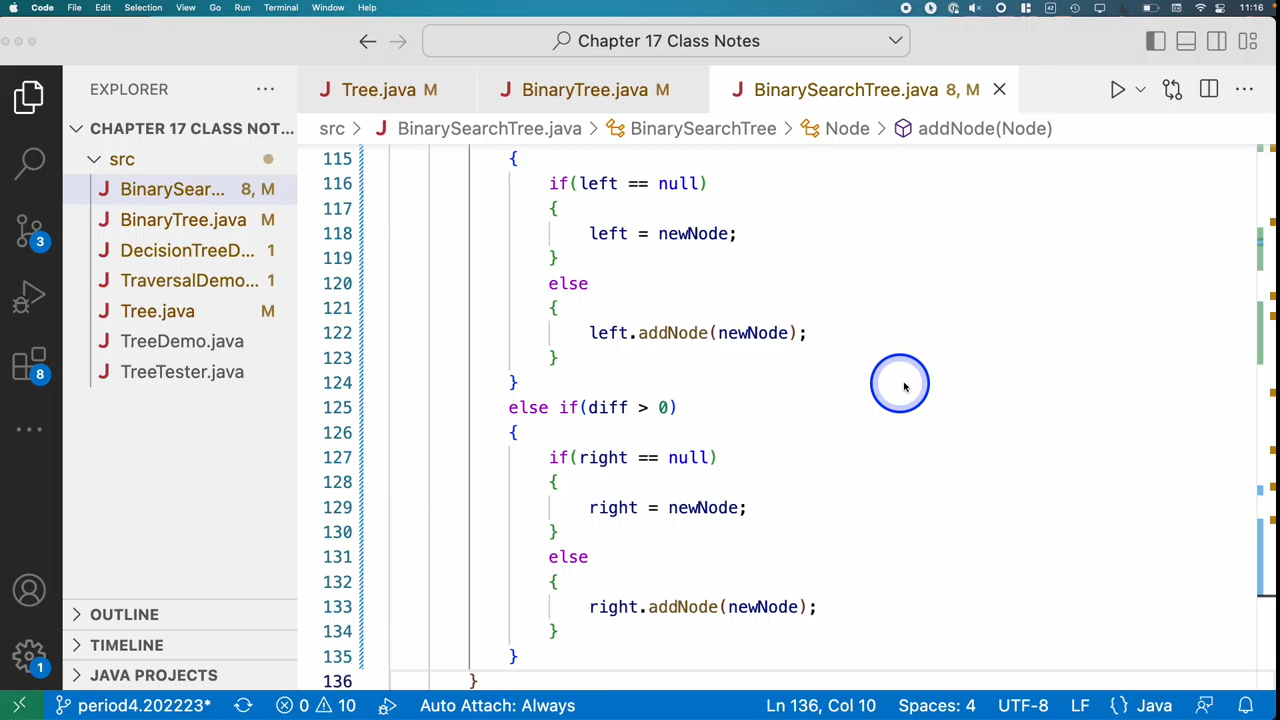 Code File Edit Selection View Go Run Terminal Window Help 11:16
Chapter 17 Class Notes
EXPLORER
Tree.java M
BinaryTree.java M
BinarySearchTree.java 8, M
CHAPTER 17 CLASS NOT...
src > BinarySearchTree.java > BinarySearchTree > Node > addNode(Node)
src
BinarySear... 8, M
BinaryTree.java M
DecisionTreeD... 1
TraversalDemo... 1
Tree.java M
TreeDemo.java
TreeTester.java
OUTLINE
TIMELINE
JAVA PROJECTS
3
8
1
115 {
116 if(left == null)
117 {
118 left = newNode;
119 }
120 else
121 {
122 left.addNode(newNode);
123 }
124 }
125 else if(diff > 0)
126 {
127 if(right == null)
128 {
129 right = newNode;
130 }
131 else
132 {
133 right.addNode(newNode);
134 }
135 }
136 }
period4.202223* 0 10 Auto Attach: Always Ln 136, Col 10 Spaces: 4 UTF-8 LF {} Java